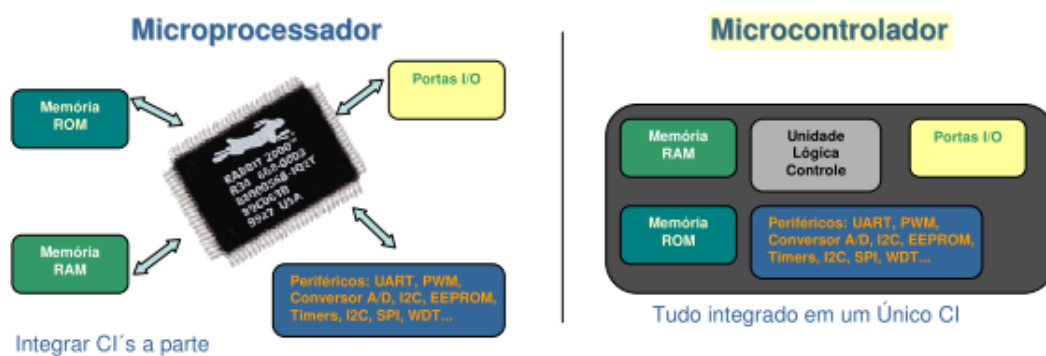 Microprocessador
Memória
ROM
Portas I/O
RABBIT 2000
Memória
RAM
Periféricos: UART, PWM,
Conversor A/D, I2C, EEPROM,
Timers, I2C, SPI, WDT...
Integrar CI´s a parte
Microcontrolador
Memória
RAM
Unidade
Lógica
Controle
Portas I/O
Memória
ROM
Periféricos: UART, PWM,
Conversor A/D, I2C, EEPROM,
Timers, I2C, SPI, WDT...
Tudo integrado em um Único CI